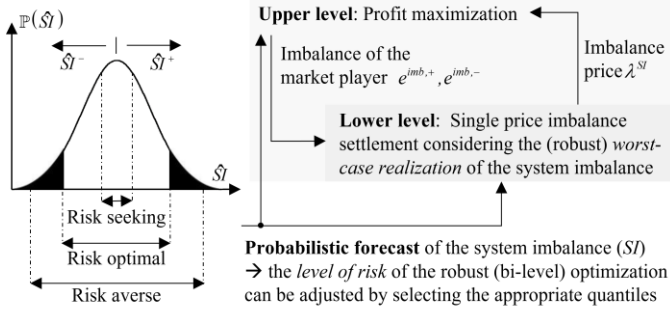 ℙ(ŜI)
ŜI⁻
ŜI⁺
ŜI
Risk seeking
Risk optimal
Risk averse
Upper level: Profit maximization
Imbalance of the
market player e^{imb,+}, e^{imb,−}
Imbalance
price λ^{SI}
Lower level: Single price imbalance
settlement considering the (robust) worst-
case realization of the system imbalance
Probabilistic forecast of the system imbalance (SI)
→ the level of risk of the robust (bi-level) optimization
can be adjusted by selecting the appropriate quantiles